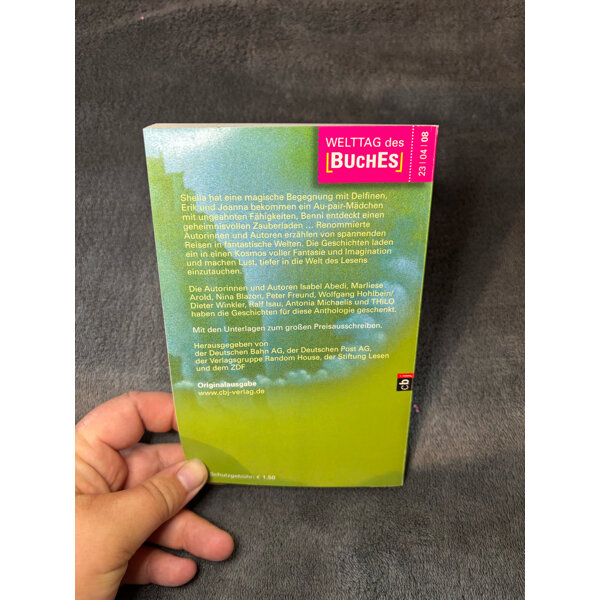 WELTTAG des
BUCHES
23 | 04 | 08
Sheila hat eine magische Begegnung mit Delfinen,
Erik und Joanna bekommen ein Au-pair-Mädchen
mit ungeahnten Fähigkeiten, Benni entdeckt einen
geheimnisvollen Zauberladen ... Renommierte
Autorinnen und Autoren erzählen von spannenden
Reisen in fantastische Welten. Die Geschichten laden
ein in einen Kosmos voller Fantasie und Imagination
und machen Lust, tiefer in die Welt des Lesens
einzutauchen.
Die Autorinnen und Autoren Isabel Abedi, Marliese
Arold, Nina Blazon, Peter Freund, Wolfgang Hohlbein/
Dieter Winkler, Ralf Isau, Antonia Michaelis und THiLO
haben die Geschichten für diese Anthologie geschenkt.
Mit den Unterlagen zum großen Preisausschreiben.
Herausgegeben von
der Deutschen Bahn AG, der Deutschen Post AG,
der Verlagsgruppe Random House, der Stiftung Lesen
und dem ZDF
Originalausgabe
www.cbj-verlag.de
cbj
Schutzgebühr: € 1,50